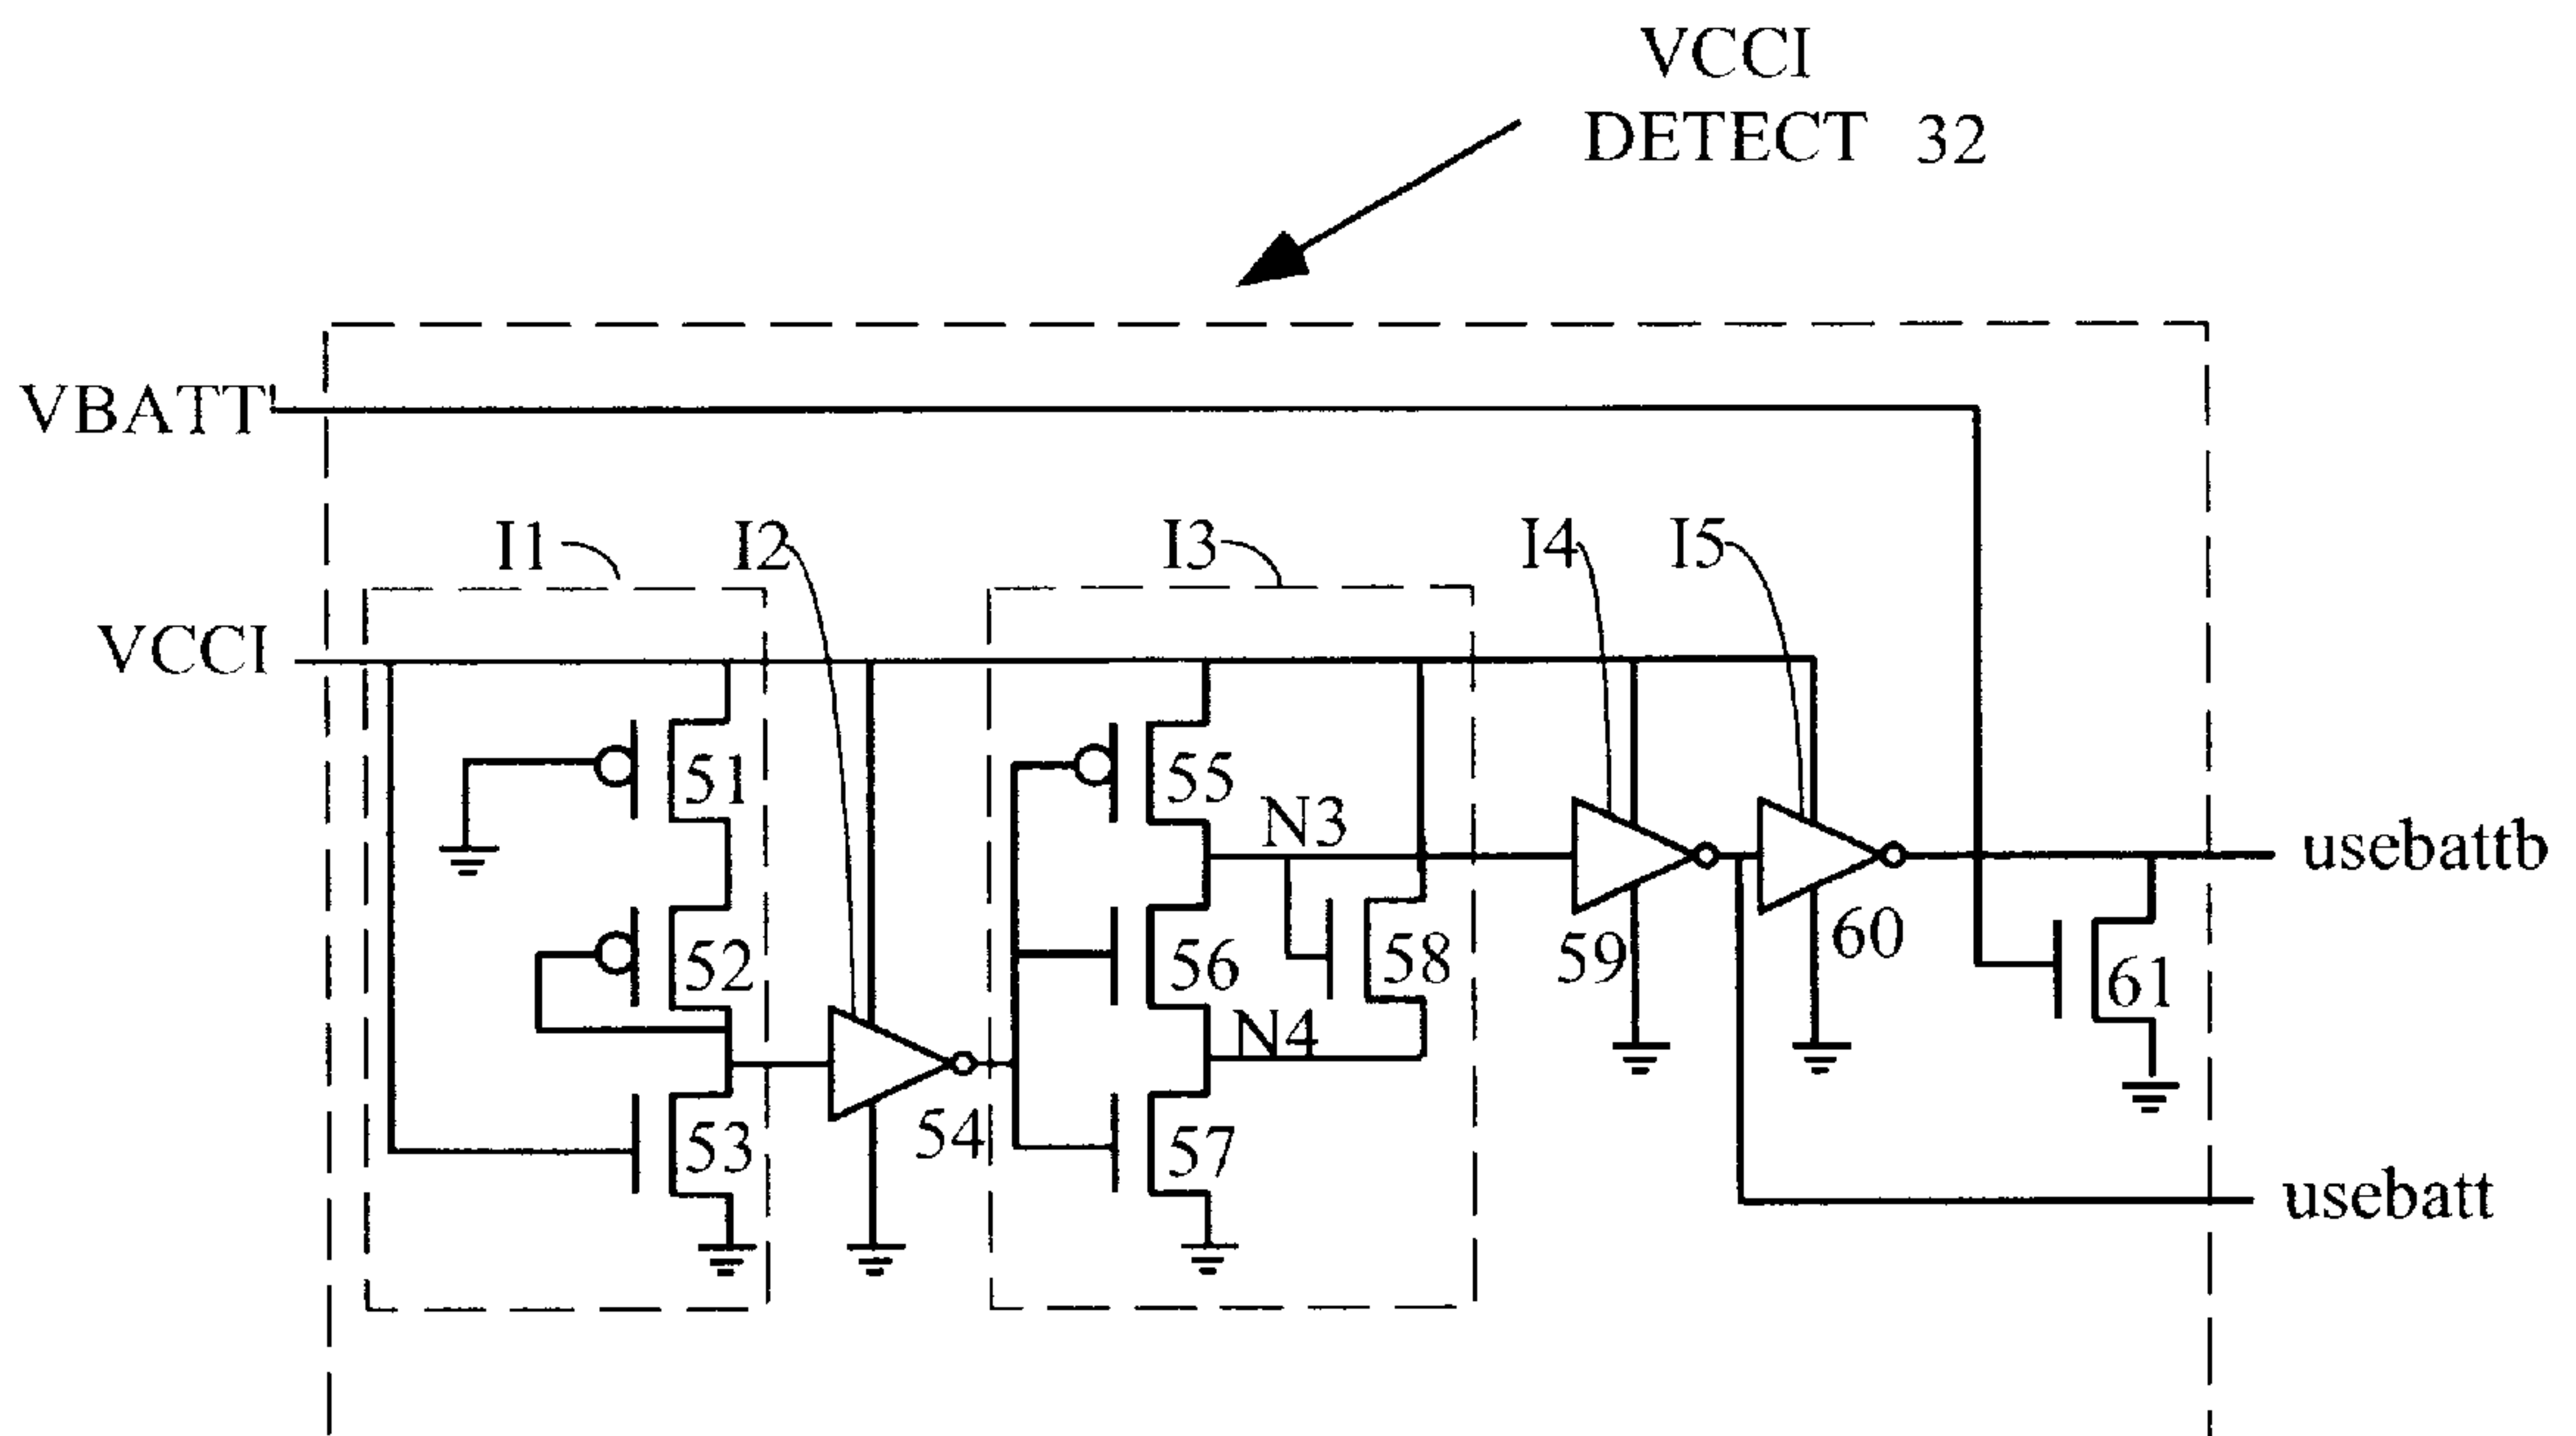 VCCI
DETECT 32
VBATT'
I1
I2
I3
I4
I5
VCCI
51
55
N3
usebattb
52
56
58
59
60
61
N4
54
53
57
usebatt